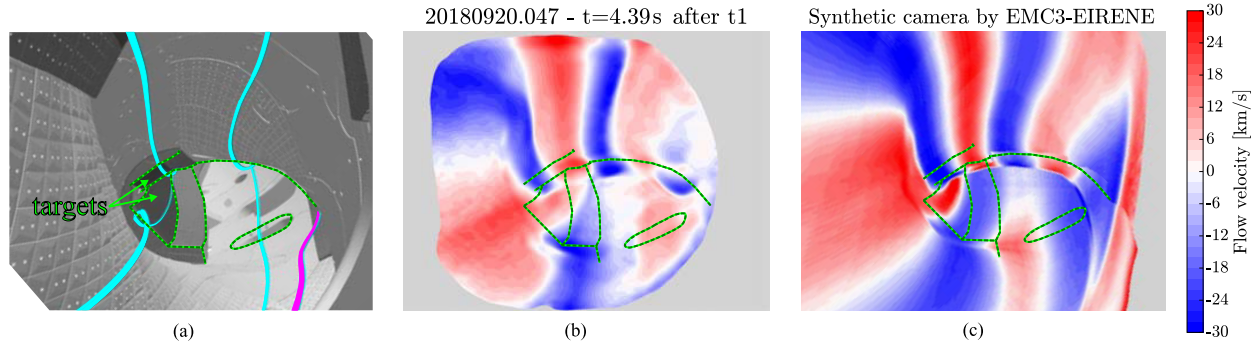 20180920.047 - t=4.39s after t1
Synthetic camera by EMC3-EIRENE
targets
30
24
18
12
6
0
-6
-12
-18
-24
-30
Flow velocity [km/s]
(a)
(b)
(c)